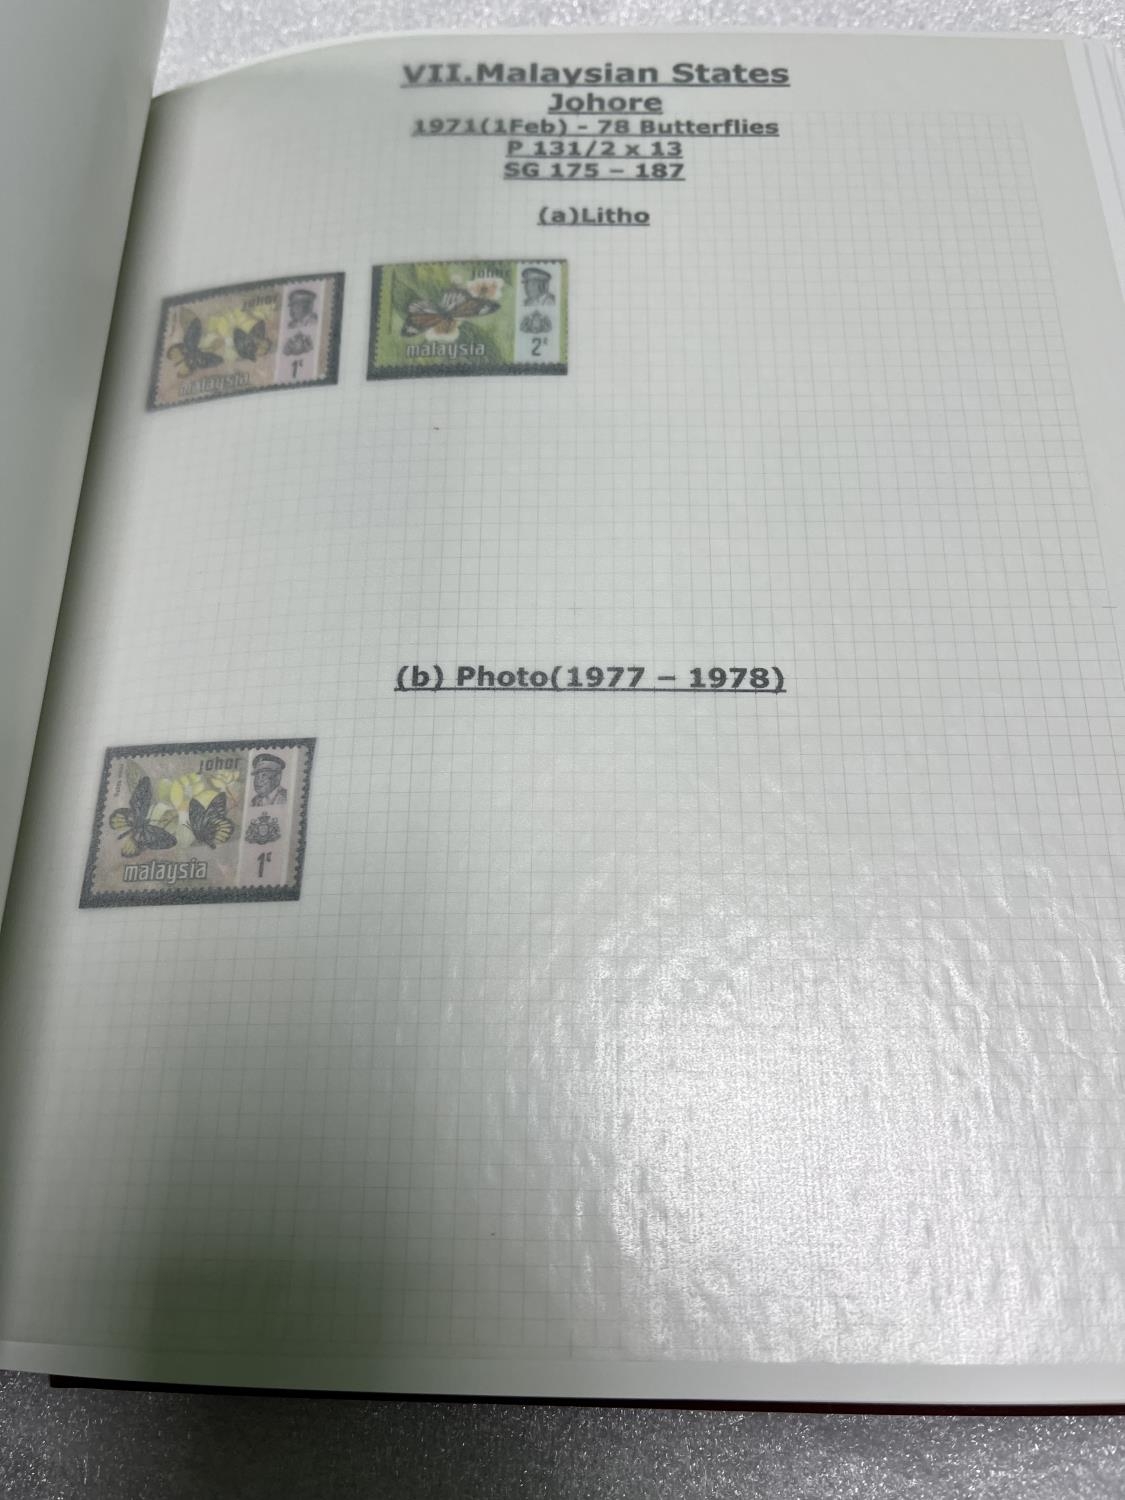 VII.Malaysian States
Johore
1971(1Feb) - 78 Butterflies
P 131/2 x 13
SG 175 – 187
(a)Litho
johor
malaysia
1c
johor
malaysia
2c
(b) Photo(1977 – 1978)
johor
malaysia
1c